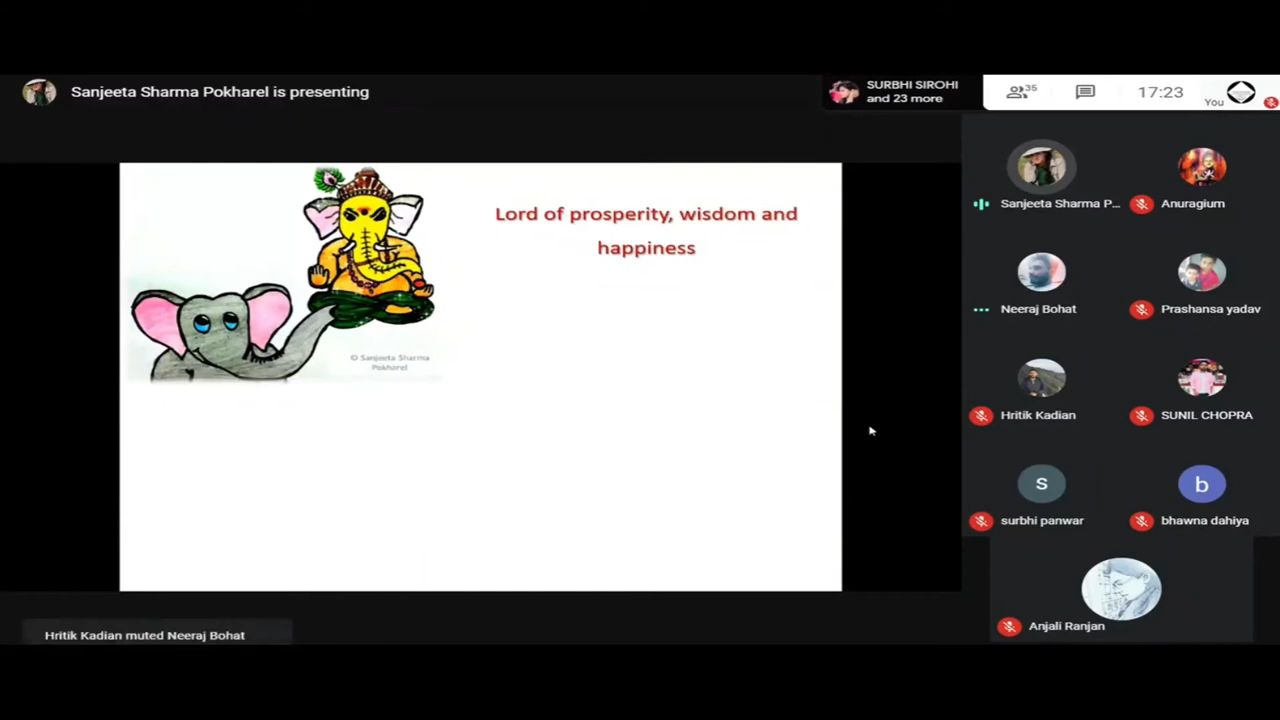 Sanjeeta Sharma Pokharel is presenting
SURBHI SIROHI
and 23 more
35
17:23
You
Lord of prosperity, wisdom and
happiness
© Sanjeeta Sharma
Pokharel
Sanjeeta Sharma P...
Anuragium
Neeraj Bohat
Prashansa yadav
Hritik Kadian
SUNIL CHOPRA
s
surbhi panwar
b
bhawna dahiya
Anjali Ranjan
Hritik Kadian muted Neeraj Bohat